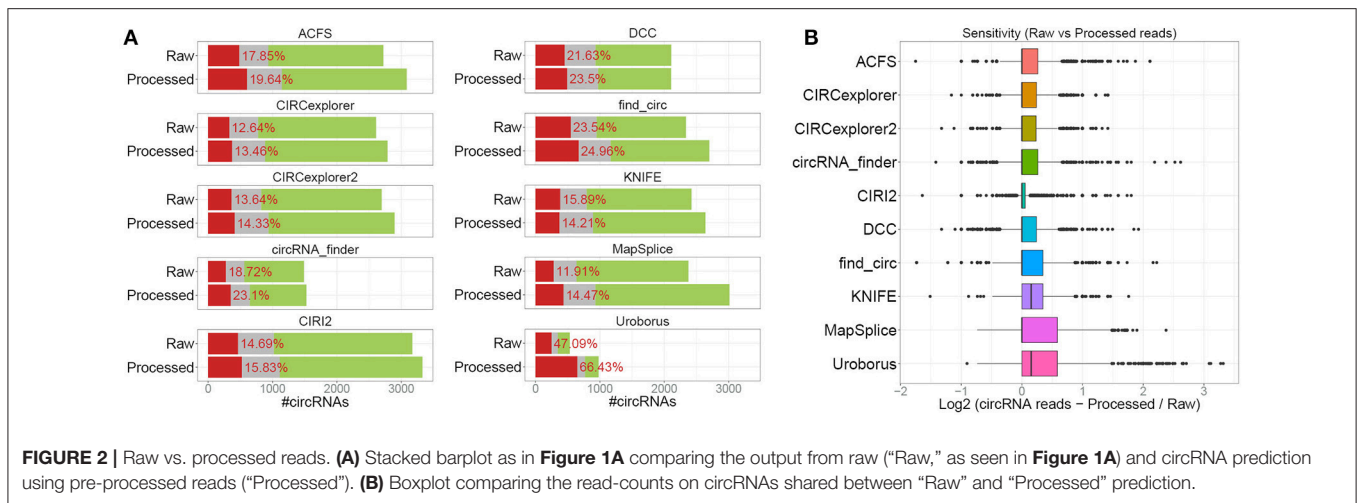 A
ACFS
Raw
17.85%
Processed
19.64%
CIRCexplorer
Raw
12.64%
Processed
13.46%
CIRCexplorer2
Raw
13.64%
Processed
14.33%
circRNA_finder
Raw
18.72%
Processed
23.1%
CIRI2
Raw
14.69%
Processed
15.83%
0 1000 2000 3000
#circRNAs
DCC
Raw
21.63%
Processed
23.5%
find_circ
Raw
23.54%
Processed
24.96%
KNIFE
Raw
15.89%
Processed
14.21%
MapSplice
Raw
11.91%
Processed
14.47%
Uroborus
Raw
47.09%
Processed
66.43%
0 1000 2000 3000
#circRNAs
B
Sensitivity (Raw vs Processed reads)
ACFS
CIRCexplorer
CIRCexplorer2
circRNA_finder
CIRI2
DCC
find_circ
KNIFE
MapSplice
Uroborus
−2 −1 0 1 2 3
Log2 (circRNA reads − Processed / Raw)
FIGURE 2 | Raw vs. processed reads. (A) Stacked barplot as in Figure 1A comparing the output from raw (“Raw,” as seen in Figure 1A) and circRNA prediction
using pre-processed reads (“Processed”). (B) Boxplot comparing the read-counts on circRNAs shared between “Raw” and “Processed” prediction.